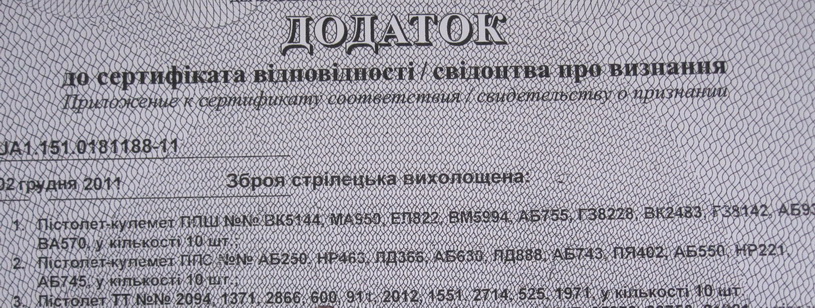 ДОДАТОК
до сертифіката відповідності / свідоцтва про визнання
Приложение к сертификату соответствия / свидетельству о признании
UA1.151.0181188-11
02 грудня 2011
Зброя стрілецька вихолощена:
1. Пістолет-кулемет ППШ №№ ВК5144, МА950, ЕЛ822, ВМ5994, АБ755, ГЗ8228, ВК2483, ГЗ8142,
ВА570, у кількості 10 шт.;
2. Пістолет-кулемет ППС №№ АБ250, НР463, ЛД366, АБ630, ЛД888, АБ743, ПЯ402, АБ550, НР221,
АБ745, у кількості 10 шт.;
3. Пістолет ТТ №№ 2094, 1371, 2866, 600, 911, 2012, 1551, 2714, 525, 1971, у кількості 10 шт.